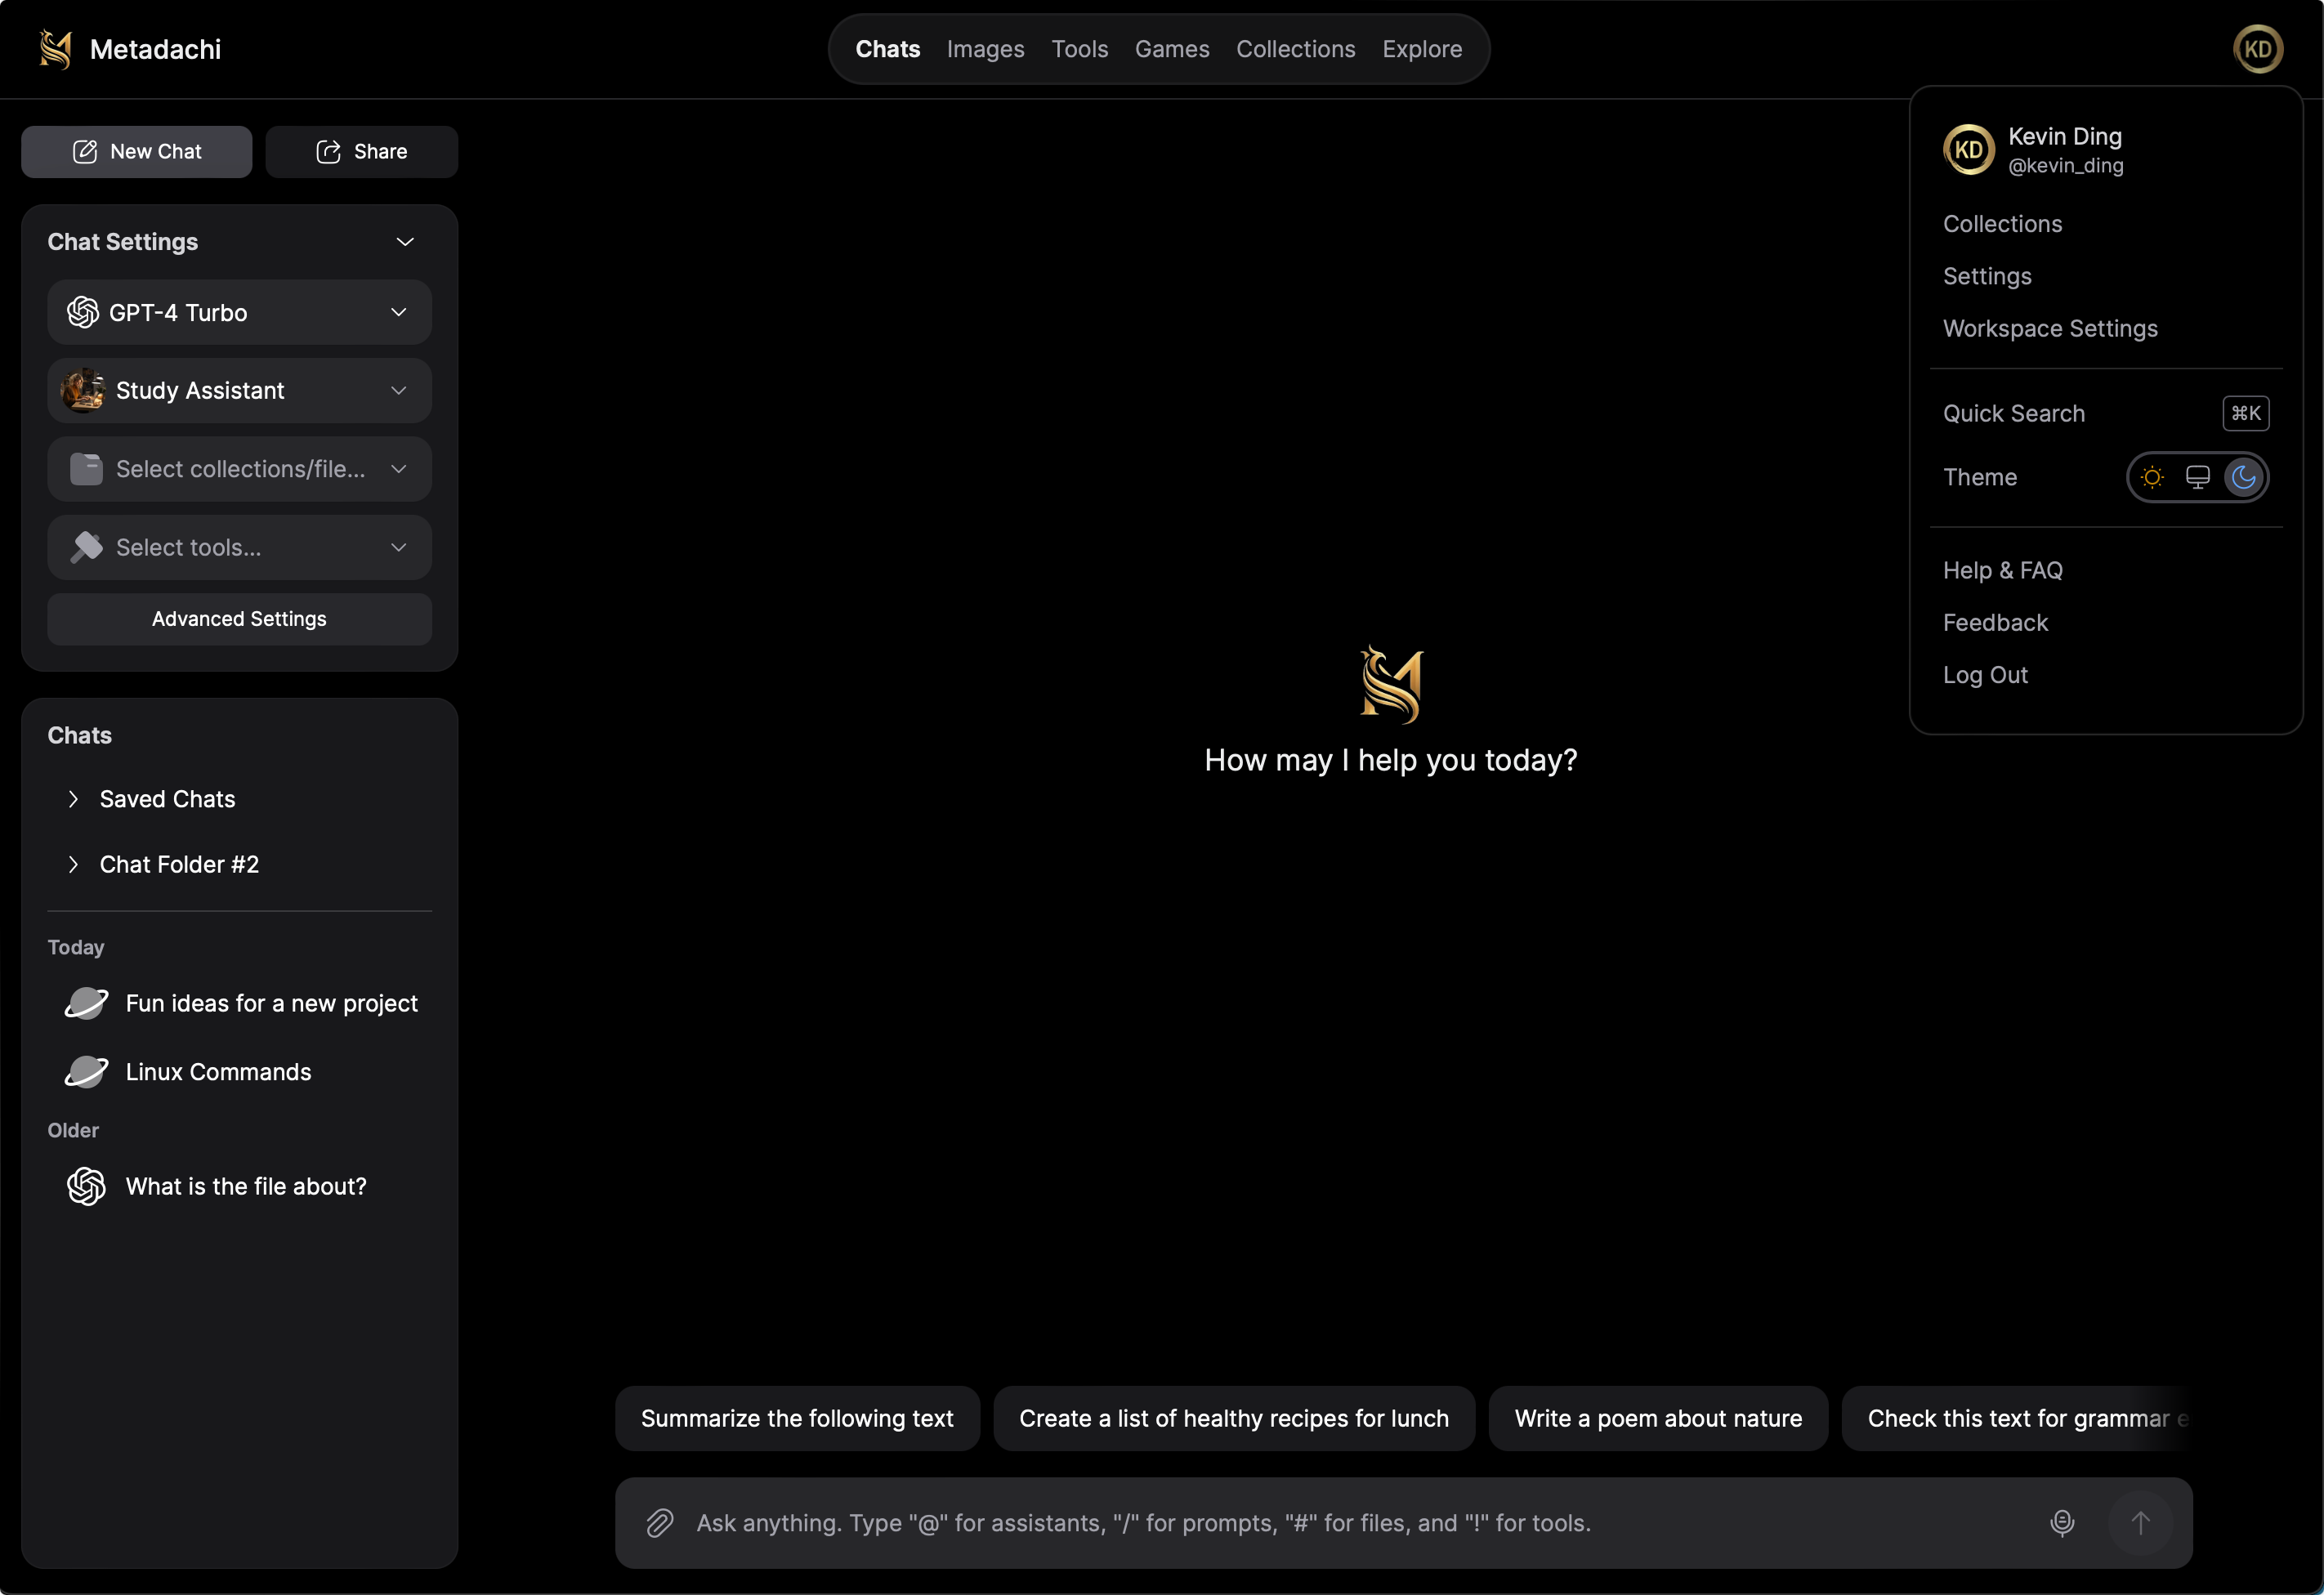 Metadachi
Chats Images Tools Games Collections Explore
KD
New Chat
Share
Chat Settings
GPT-4 Turbo
Study Assistant
Select collections/file...
Select tools...
Advanced Settings
Chats
Saved Chats
Chat Folder #2
Today
Fun ideas for a new project
Linux Commands
Older
What is the file about?
How may I help you today?
Summarize the following text
Create a list of healthy recipes for lunch
Write a poem about nature
Check this text for grammar e
Ask anything. Type "@" for assistants, "/" for prompts, "#" for files, and "!" for tools.
KD
Kevin Ding
@kevin_ding
Collections
Settings
Workspace Settings
Quick Search
⌘K
Theme
Help & FAQ
Feedback
Log Out